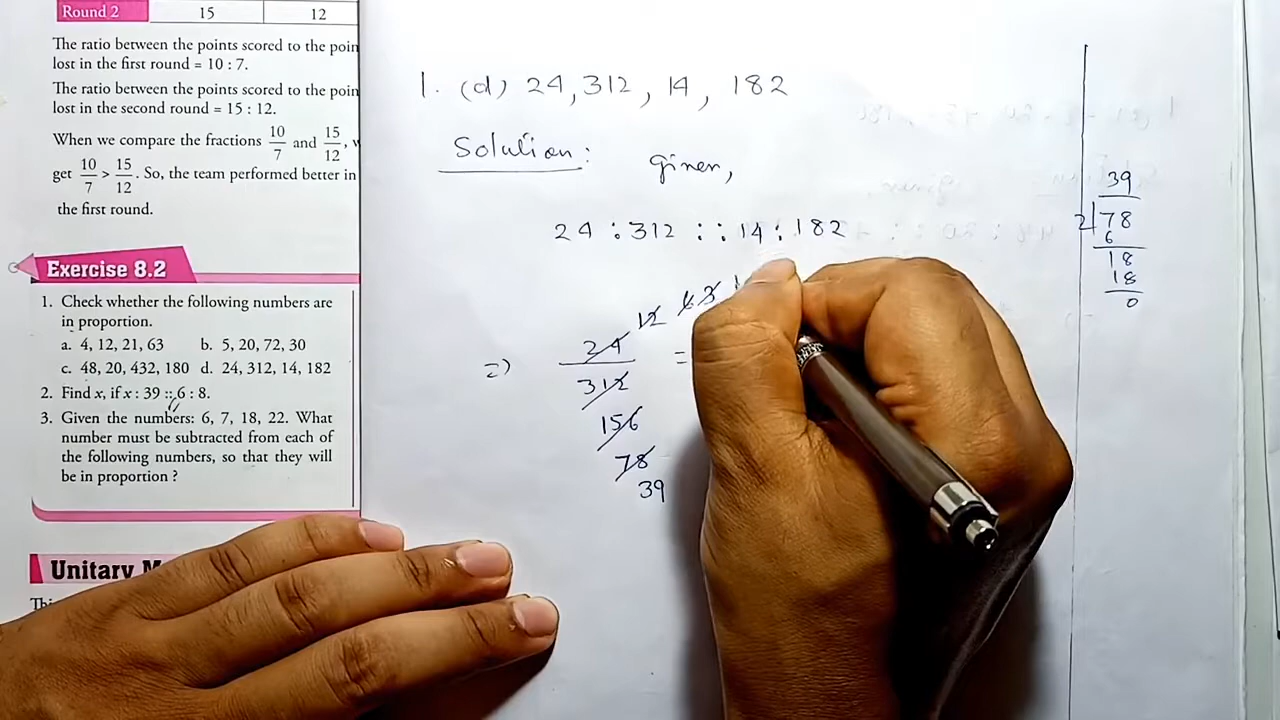 Round 2 15 12
The ratio between the points scored to the poin
lost in the first round = 10 : 7.
The ratio between the points scored to the poin
lost in the second round = 15 : 12.
When we compare the fractions 10/7 and 15/12,
get 10/7 > 15/12. So, the team performed better in
the first round.
Exercise 8.2
1. Check whether the following numbers are
in proportion.
a. 4, 12, 21, 63 b. 5, 20, 72, 30
c. 48, 20, 432, 180 d. 24, 312, 14, 182
2. Find x, if x : 39 :: 6 : 8.
3. Given the numbers: 6, 7, 18, 22. What
number must be subtracted from each of
the following numbers, so that they will
be in proportion ?
Unitary
1. (d) 24, 312, 14, 182
Solution: given,
24 : 312 :: 14 : 182
12 6 3 1
=) 24/312 =
156
78
39
39
2 78
6
18
18
0